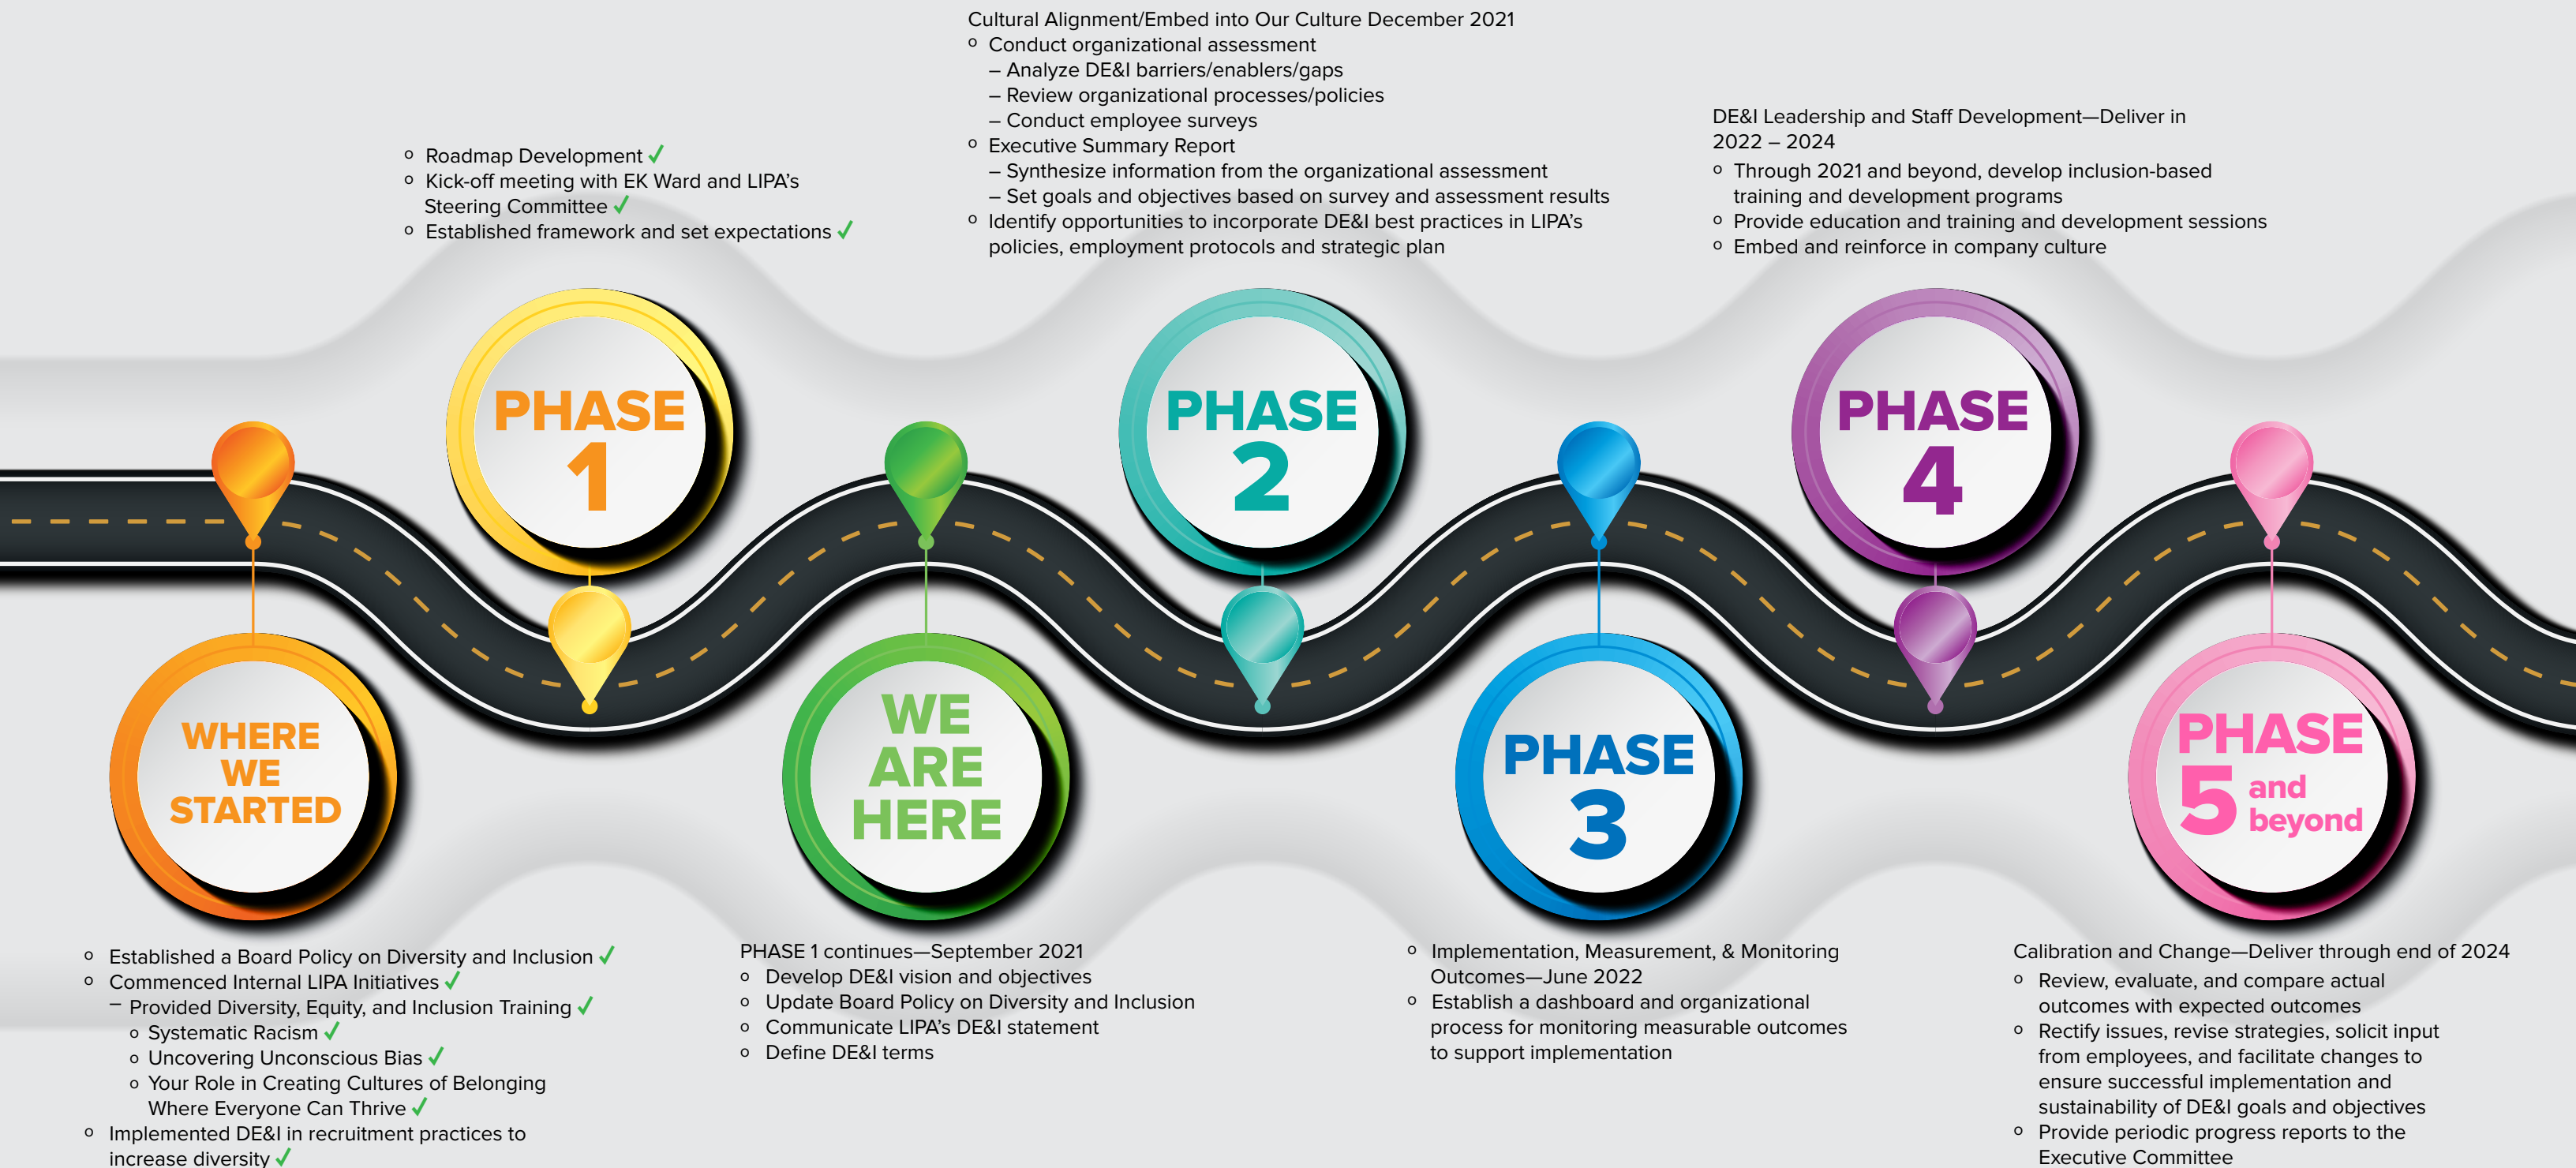 WHERE
WE
STARTED
o Established a Board Policy on Diversity and Inclusion ✓
o Commenced Internal LIPA Initiatives ✓
– Provided Diversity, Equity, and Inclusion Training ✓
o Systematic Racism ✓
o Uncovering Unconscious Bias ✓
o Your Role in Creating Cultures of Belonging
Where Everyone Can Thrive ✓
o Implemented DE&I in recruitment practices to
increase diversity ✓
o Roadmap Development ✓
o Kick-off meeting with EK Ward and LIPA’s
Steering Committee ✓
o Established framework and set expectations ✓
PHASE
1
WE
ARE
HERE
PHASE 1 continues—September 2021
o Develop DE&I vision and objectives
o Update Board Policy on Diversity and Inclusion
o Communicate LIPA’s DE&I statement
o Define DE&I terms
Cultural Alignment/Embed into Our Culture December 2021
o Conduct organizational assessment
– Analyze DE&I barriers/enablers/gaps
– Review organizational processes/policies
– Conduct employee surveys
o Executive Summary Report
– Synthesize information from the organizational assessment
– Set goals and objectives based on survey and assessment results
o Identify opportunities to incorporate DE&I best practices in LIPA’s
policies, employment protocols and strategic plan
PHASE
2
PHASE
3
o Implementation, Measurement, & Monitoring
Outcomes—June 2022
o Establish a dashboard and organizational
process for monitoring measurable outcomes
to support implementation
DE&I Leadership and Staff Development—Deliver in
2022 – 2024
o Through 2021 and beyond, develop inclusion-based
training and development programs
o Provide education and training and development sessions
o Embed and reinforce in company culture
PHASE
4
PHASE
5 and
beyond
Calibration and Change—Deliver through end of 2024
o Review, evaluate, and compare actual
outcomes with expected outcomes
o Rectify issues, revise strategies, solicit input
from employees, and facilitate changes to
ensure successful implementation and
sustainability of DE&I goals and objectives
o Provide periodic progress reports to the
Executive Committee